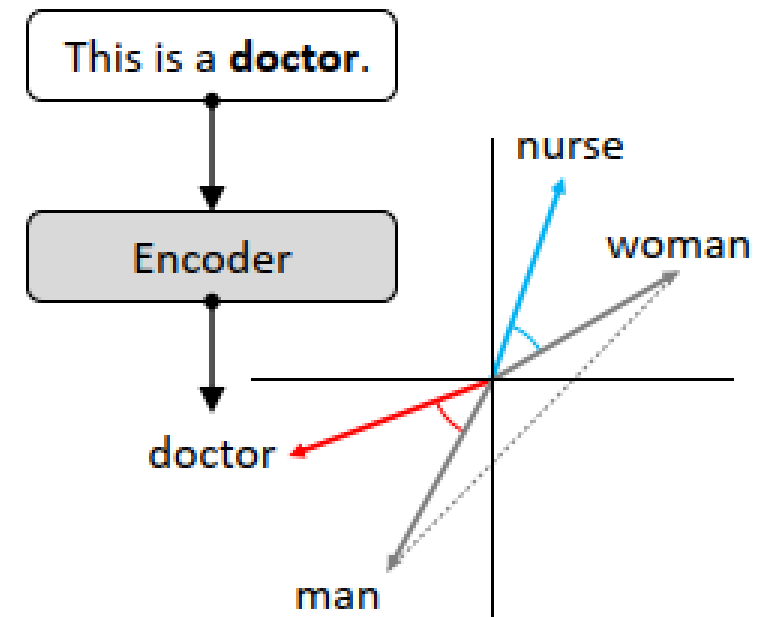 This is a doctor.
nurse
woman
Encoder
doctor
man